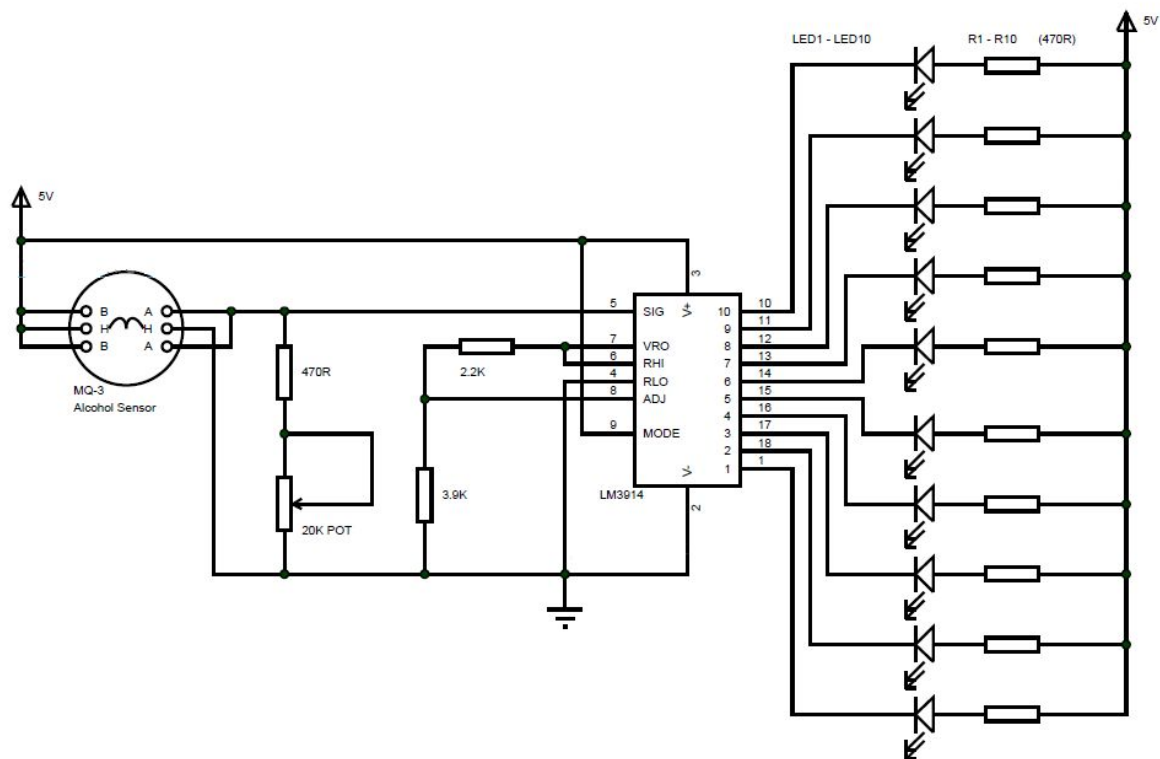 5V
LED1 - LED10
R1 - R10 (470R)
5V
3
V+
B
A
H
H
B
A
MQ-3
Alcohol Sensor
470R
20K POT
2.2K
3.9K
5
SIG
7
VRO
6
RHI
4
RLO
8
ADJ
9
MODE
V-
2
LM3914
10
10
9
11
8
12
7
13
6
14
5
15
4
16
3
17
2
18
1
1